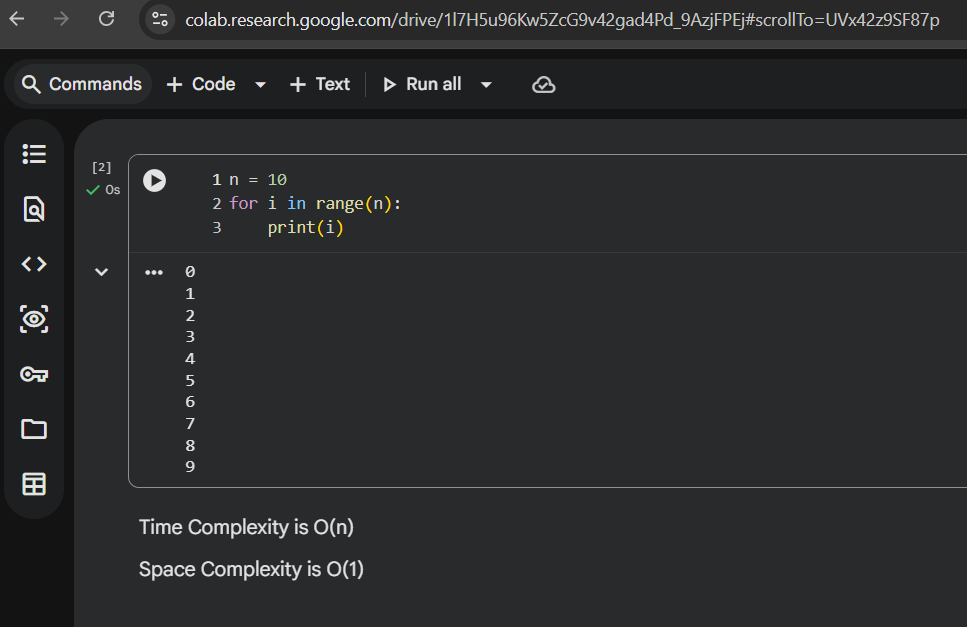 colab.research.google.com/drive/1l7H5u96Kw5ZcG9v42gad4Pd_9AzjFPEj#scrollTo=UVx42z9SF87p
Commands + Code + Text Run all
[2]
0s
1 n = 10
2 for i in range(n):
3     print(i)
0
1
2
3
4
5
6
7
8
9
Time Complexity is O(n)
Space Complexity is O(1)